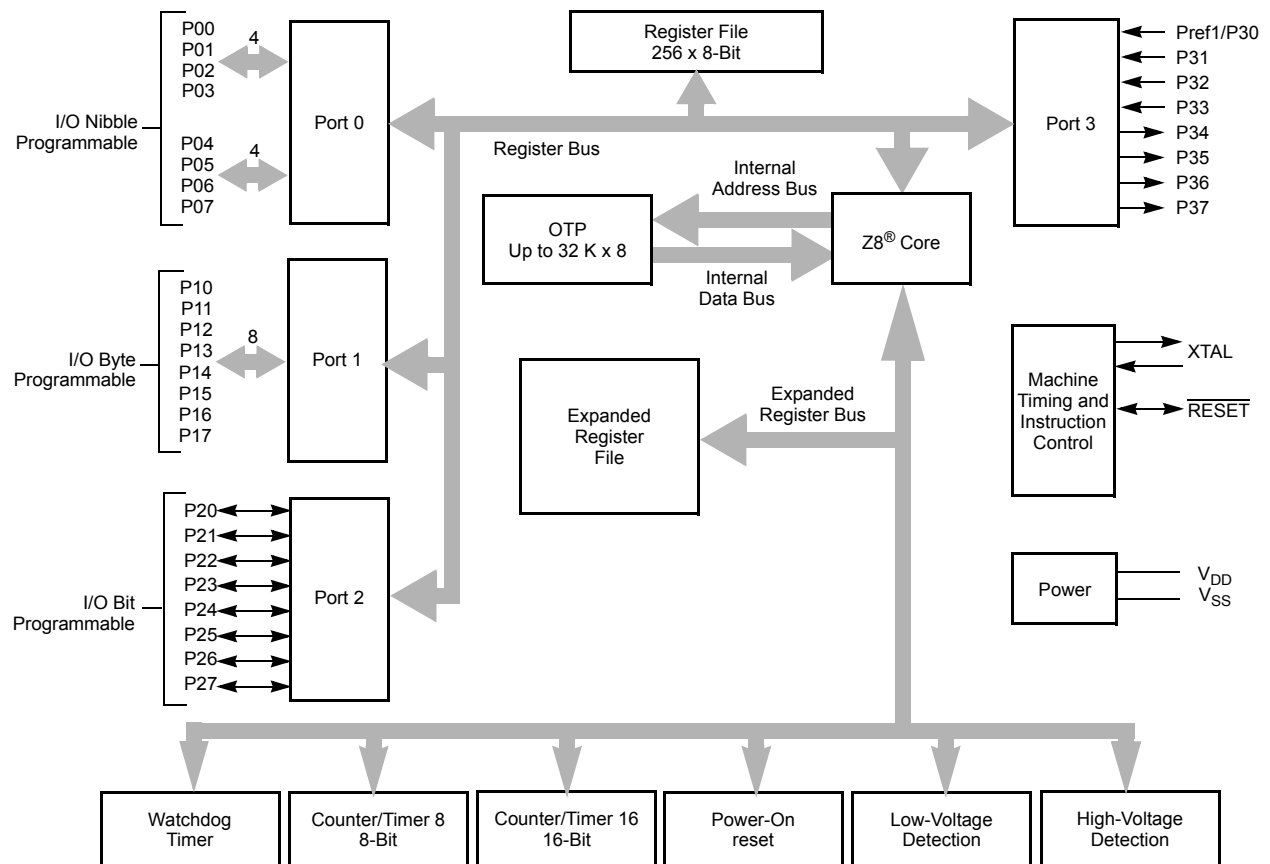 P00
P01
P02
P03
4
I/O Nibble
Programmable
P04
P05
P06
P07
4
Port 0
Register File
256 x 8-Bit
Register Bus
Pref1/P30
P31
P32
P33
P34
P35
P36
P37
Port 3
Internal
Address Bus
OTP
Up to 32 K x 8
Z8® Core
Internal
Data Bus
P10
P11
P12
P13
P14
P15
P16
P17
8
I/O Byte
Programmable
Port 1
Expanded
Register
File
Expanded
Register Bus
Machine
Timing and
Instruction
Control
XTAL
RESET
P20
P21
P22
P23
P24
P25
P26
P27
I/O Bit
Programmable
Port 2
Power
VDD
VSS
Watchdog
Timer
Counter/Timer 8
8-Bit
Counter/Timer 16
16-Bit
Power-On
reset
Low-Voltage
Detection
High-Voltage
Detection